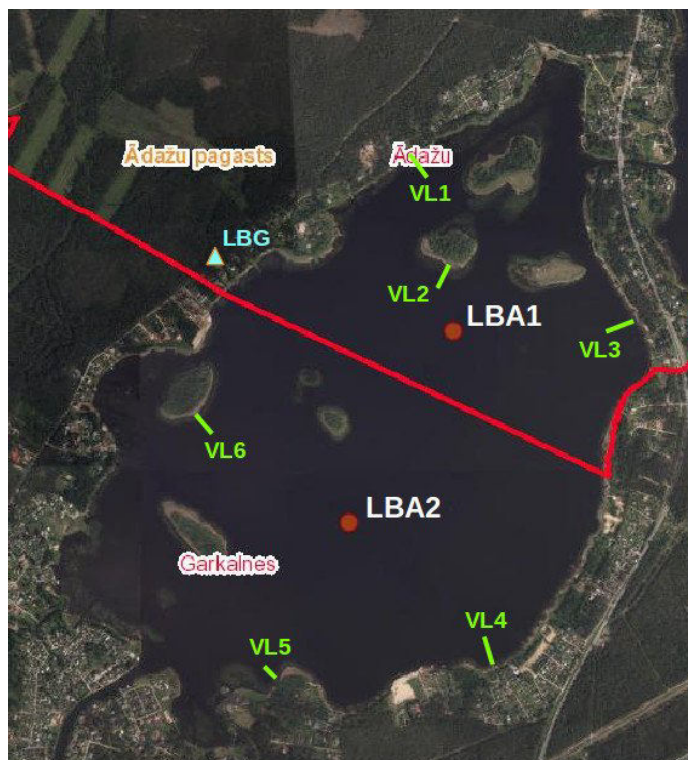 Ādažu pagasts
Ādažu
VL1
LBG
VL2
LBA1
VL3
VL6
LBA2
Garkalnes
VL4
VL5